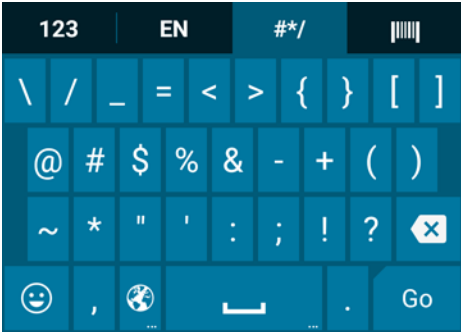 123 EN #*/
\ / _ = < > { } [ ]
@ # $ % & - + ( )
~ * " ' : ; ! ?
, . Go